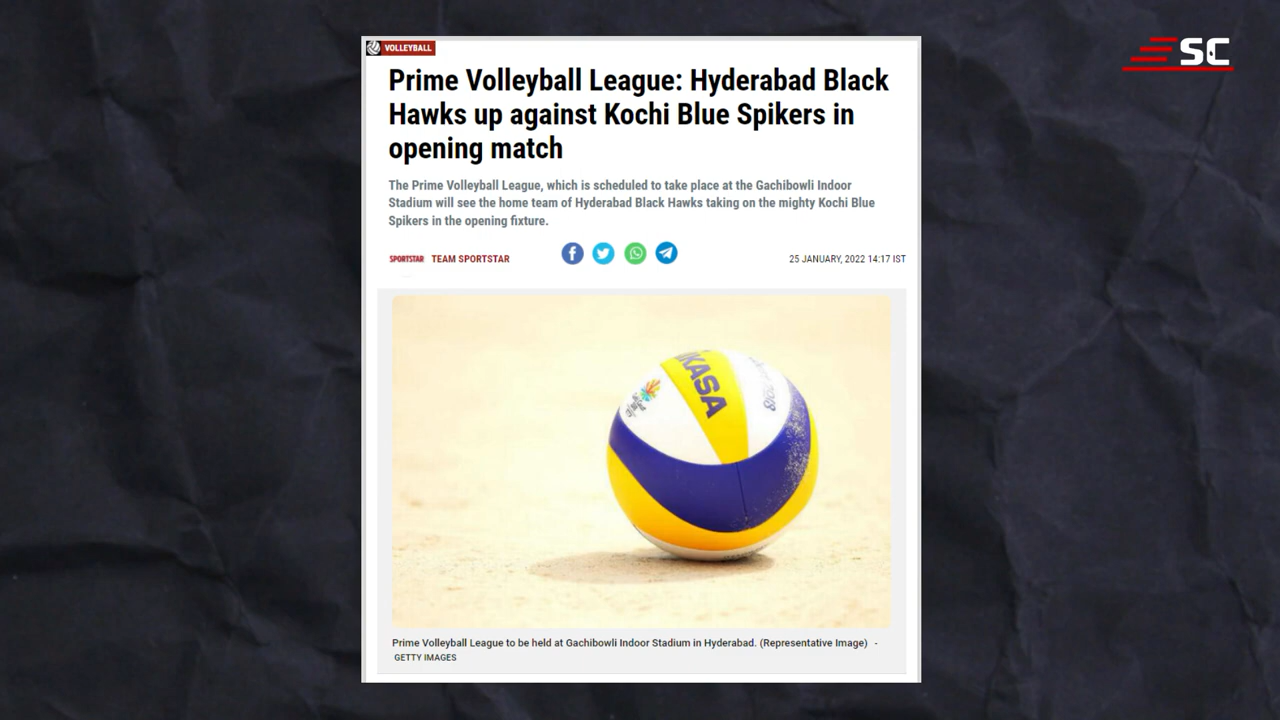 SC
VOLLEYBALL
Prime Volleyball League: Hyderabad Black
Hawks up against Kochi Blue Spikers in
opening match
The Prime Volleyball League, which is scheduled to take place at the Gachibowli Indoor
Stadium will see the home team of Hyderabad Black Hawks taking on the mighty Kochi Blue
Spikers in the opening fixture.
SPORTSTAR TEAM SPORTSTAR
25 JANUARY, 2022 14:17 IST
KASA
Prime Volleyball League to be held at Gachibowli Indoor Stadium in Hyderabad. (Representative Image) -
GETTY IMAGES